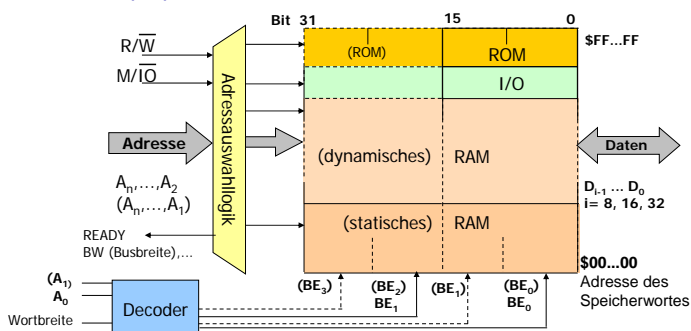 Bit 31 15 0
R/W̅
M/I̅O̅
Adressauswahllogik
(ROM) ROM
$FF...FF
I/O
Adresse
(dynamisches) RAM
Daten
Aₙ,...,A₂
(Aₙ,...,A₁)
Dᵢ₋₁ ... D₀
i= 8, 16, 32
(statisches) RAM
READY
BW (Busbreite),...
$00...00
Adresse des
Speicherwortes
(BE₃) (BE₂) (BE₁) (BE₀)
BE₁ BE₀
(A₁)
A₀
Decoder
Wortbreite